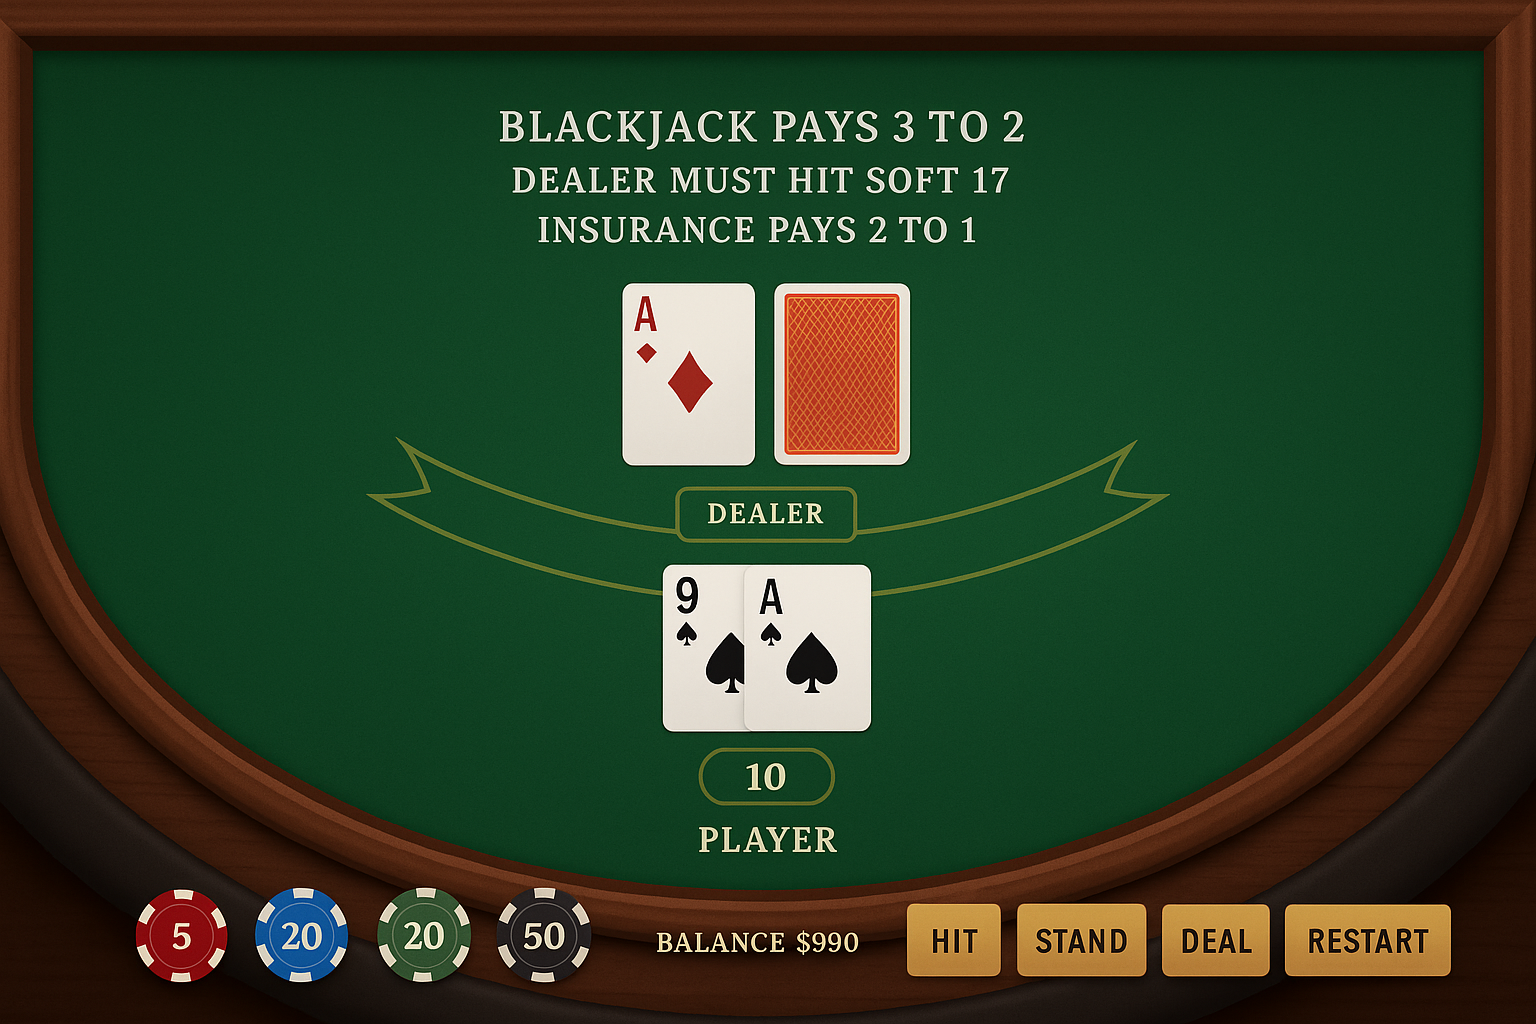 BLACKJACK PAYS 3 TO 2
DEALER MUST HIT SOFT 17
INSURANCE PAYS 2 TO 1
A
DEALER
9 A
10
PLAYER
5 20 20 50 BALANCE $990 HIT STAND DEAL RESTART